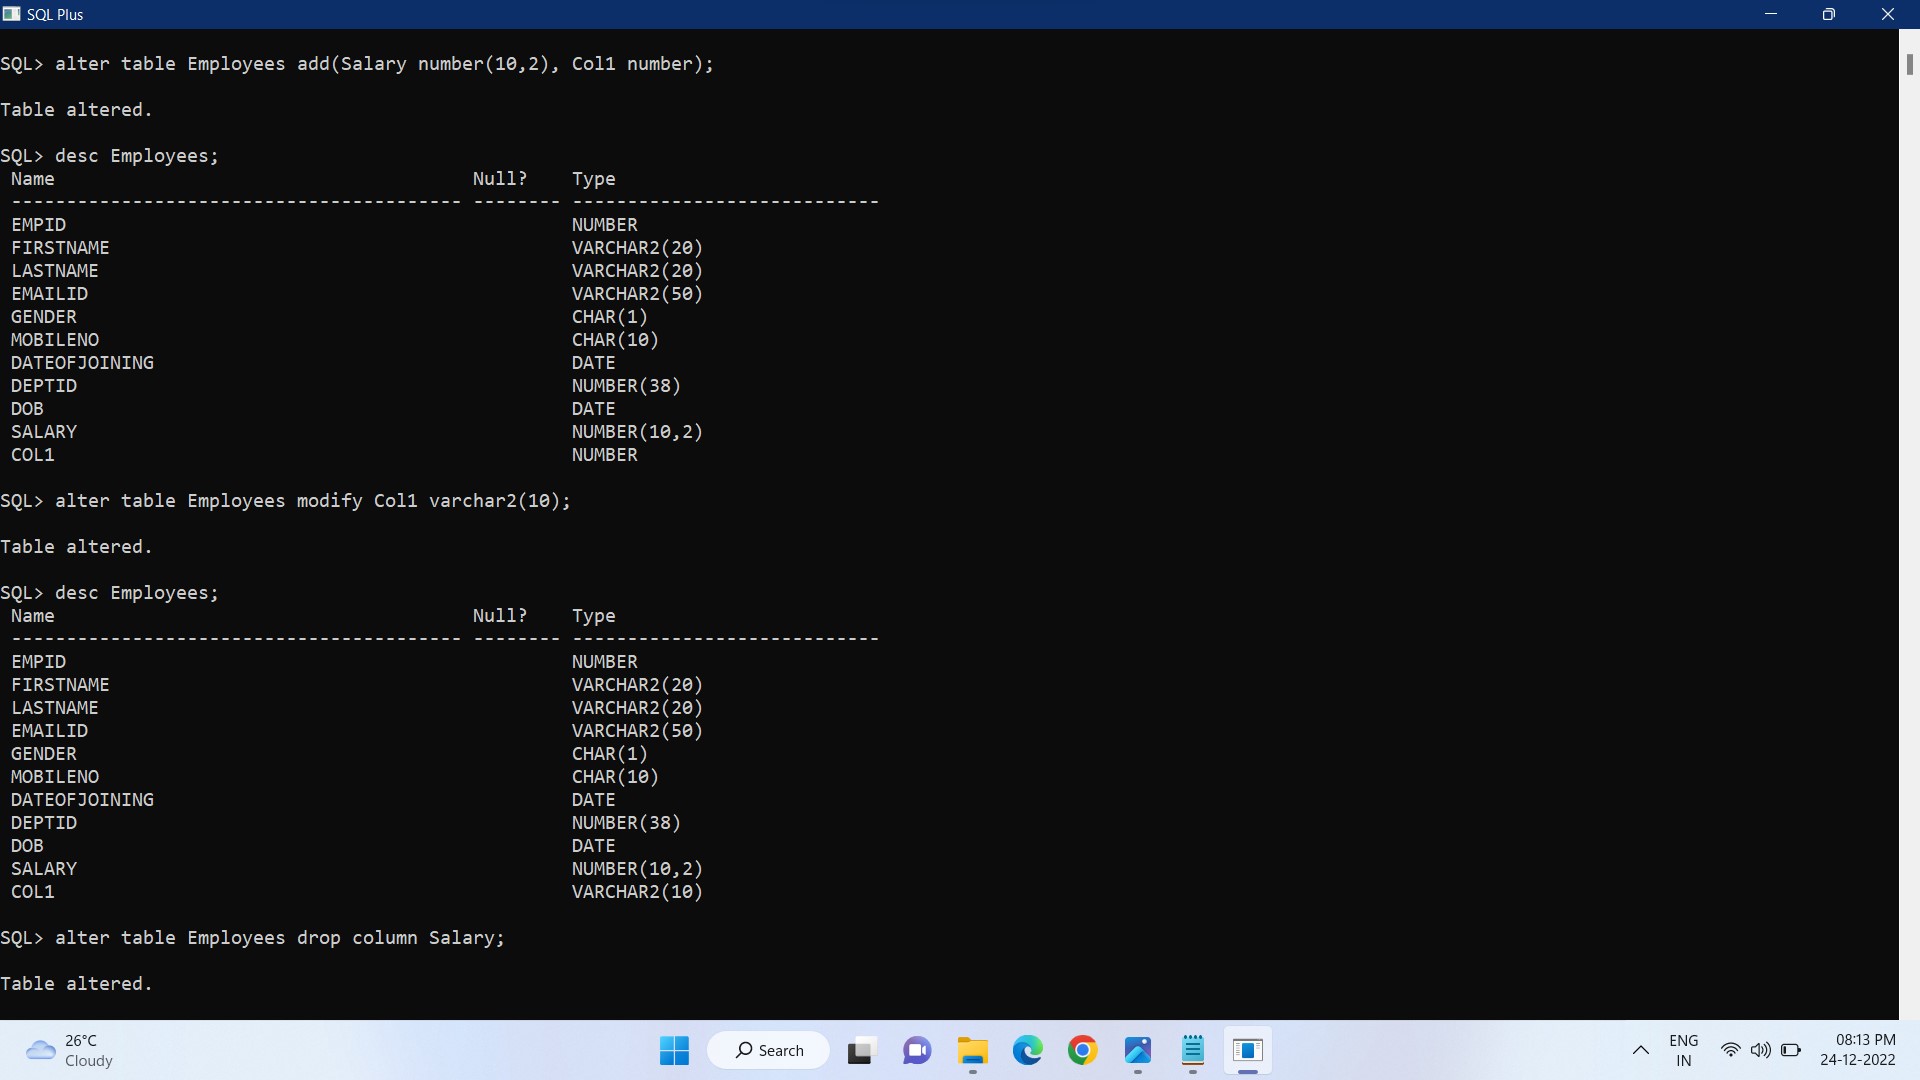 SQL Plus
SQL> alter table Employees add(Salary number(10,2), Col1 number);
Table altered.
SQL> desc Employees;
Name Null? Type
----------------------------------------- -------- ----------------------------
EMPID NUMBER
FIRSTNAME VARCHAR2(20)
LASTNAME VARCHAR2(20)
EMAILID VARCHAR2(50)
GENDER CHAR(1)
MOBILENO CHAR(10)
DATEOFJOINING DATE
DEPTID NUMBER(38)
DOB DATE
SALARY NUMBER(10,2)
COL1 NUMBER
SQL> alter table Employees modify Col1 varchar2(10);
Table altered.
SQL> desc Employees;
Name Null? Type
----------------------------------------- -------- ----------------------------
EMPID NUMBER
FIRSTNAME VARCHAR2(20)
LASTNAME VARCHAR2(20)
EMAILID VARCHAR2(50)
GENDER CHAR(1)
MOBILENO CHAR(10)
DATEOFJOINING DATE
DEPTID NUMBER(38)
DOB DATE
SALARY NUMBER(10,2)
COL1 VARCHAR2(10)
SQL> alter table Employees drop column Salary;
Table altered.
26°C
Cloudy
Search
ENG
IN
08:13 PM
24-12-2022